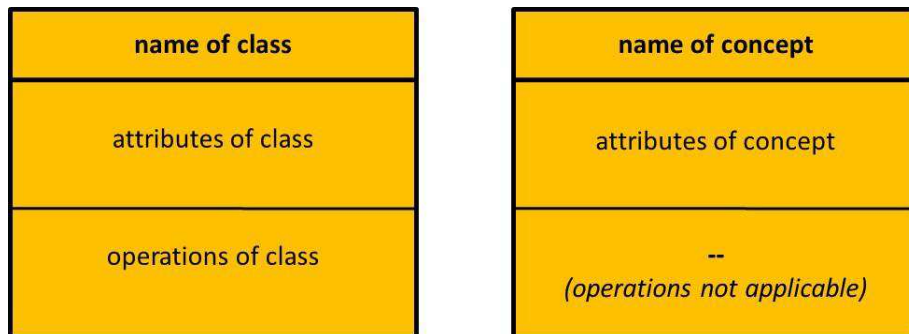 name of class
attributes of class
operations of class
name of concept
attributes of concept
--
(operations not applicable)